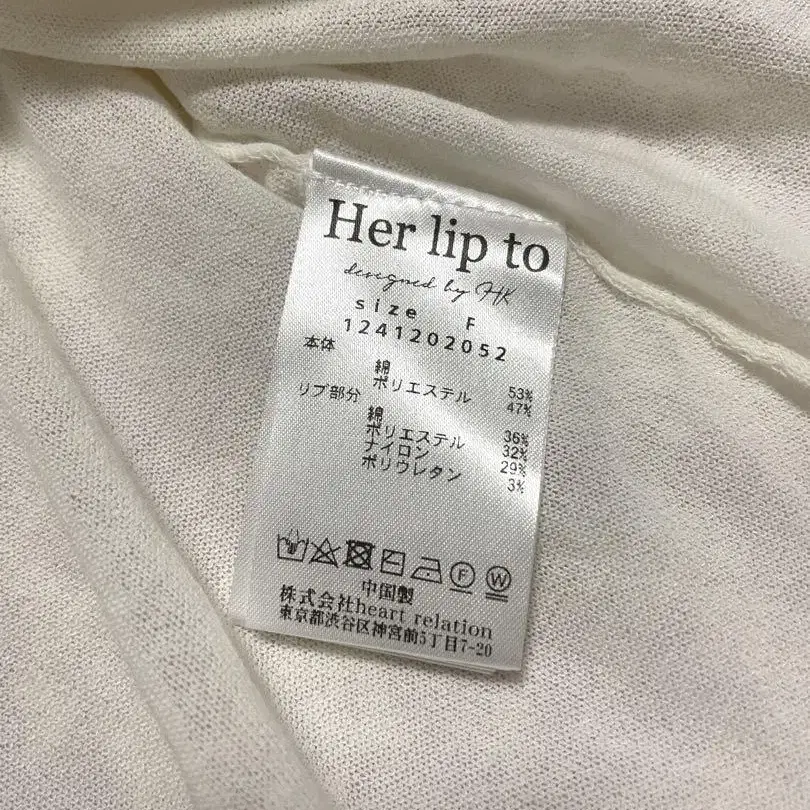 Her lip to
designed by HK
size F
1241202052
本体
綿 53%
ポリエステル 47%
リブ部分
綿 36%
ポリエステル 32%
ナイロン 29%
ポリウレタン 3%
F W
中国製
株式会社heart relation
東京都渋谷区神宮前5丁目7-20